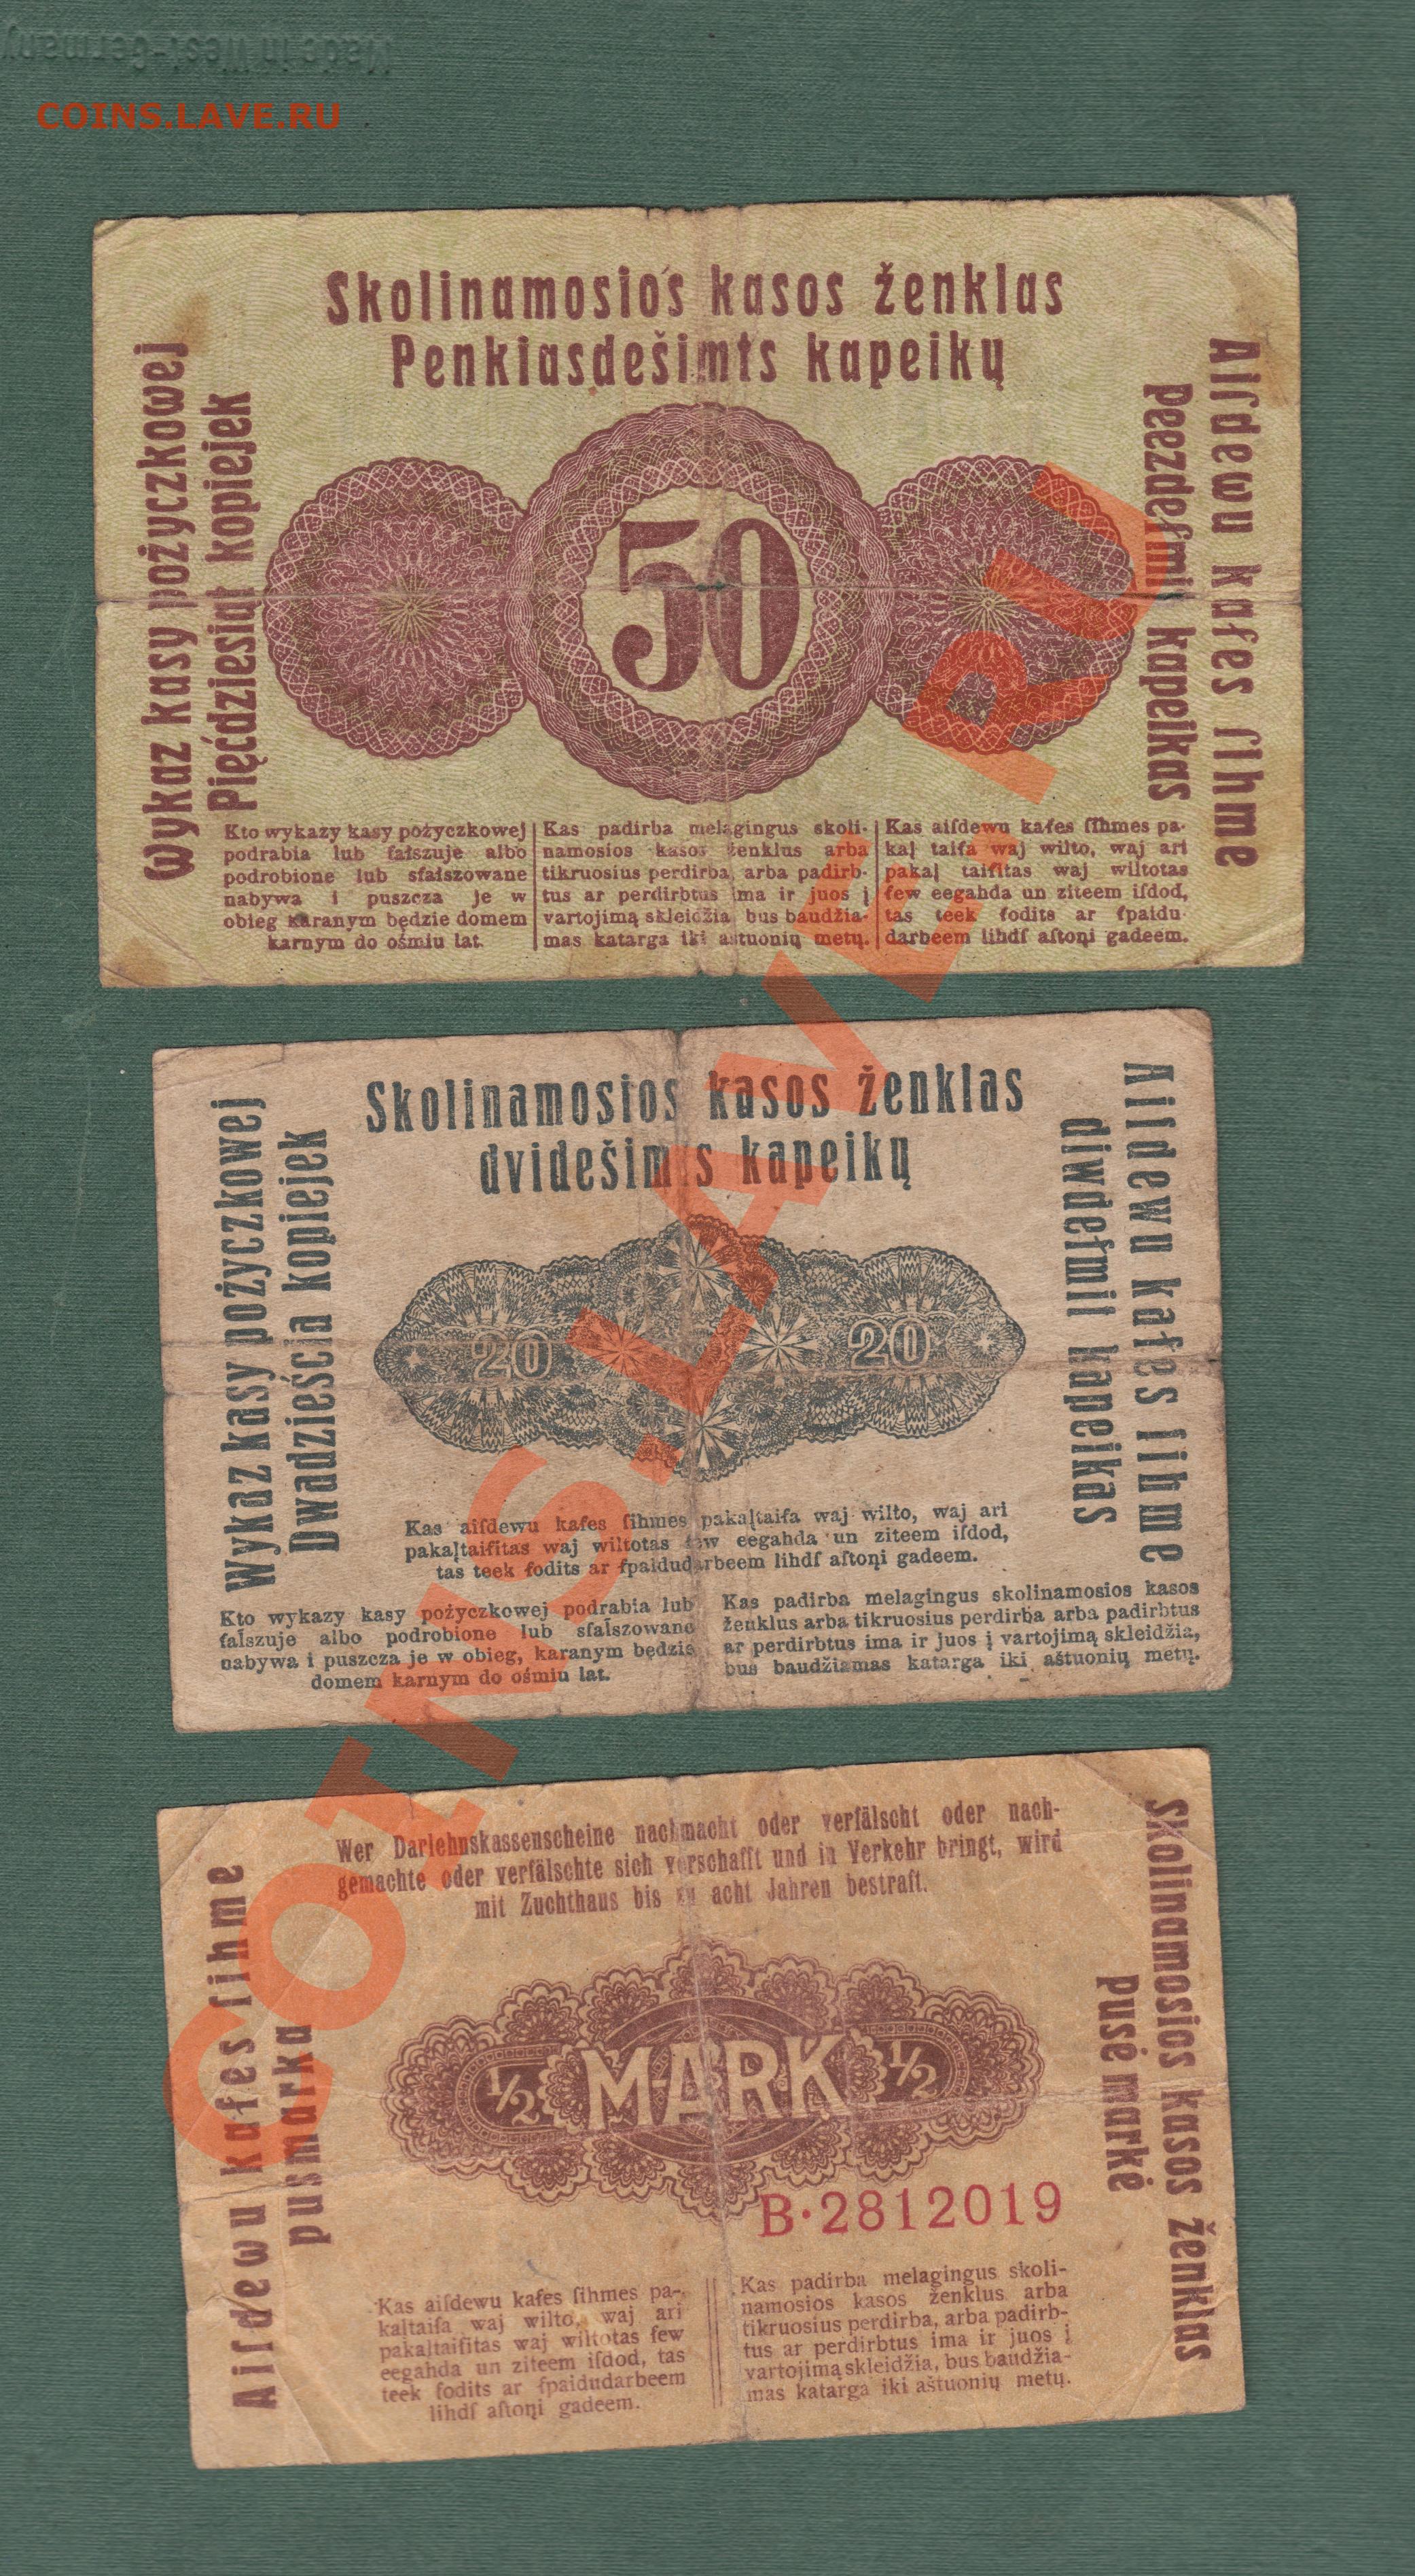 Made in West-Germany
COINS.LAVE.RU
Skolinamosios kasos ženklas
Penkiasdešimts kapeikų
Wykaz kasy pożyczkowej
Pięćdziesiąt kopiejek
Aiſdewu kaſes ſihme
peezdeſmi kapeikas
50
Kto wykazy kasy pożyczkowej
podrabia lub fałszuje albo
podrobione lub sfałszowane
nabywa i puszcza je w
obieg karanym będzie domem
karnym do ośmiu lat.
Kas padirba melagingus skoli-
namosios kasos ženklus arba
tikruosius perdirba, arba padirb-
tus ar perdirbtus ima ir juos į
vartojimą skleidžia bus baudžia-
mas katarga iki aštuonių metų.
Kas aiſdewu kaſes ſihmes pa-
kaļ taiſa waj wilto, waj ari
pakaļ taiſitas waj wiltotas
ſew eegahda un ziteem iſdod,
tas teek ſodits ar ſpaidu-
darbeem lihdſ aſtoņi gadeem.
Skolinamosios kasos ženklas
dvidešimts kapeikų
Wykaz kasy pożyczkowej
Dwadzieścia kopiejek
Aiſdewu kaſes ſihme
diwdeſmit kapeikas
20 20
Kas aiſdewu kaſes ſihmes pakaļtaiſa waj wilto, waj ari
pakaļtaiſitas waj wiltotas ſew eegahda un ziteem iſdod,
tas teek ſodits ar ſpaidudarbeem lihdſ aſtoņi gadeem.
Kto wykazy kasy pożyczkowej podrabia lub
fałszuje albo podrobione lub sfałszowane
nabywa i puszcza je w obieg, karanym będzie
domem karnym do ośmiu lat.
Kas padirba melagingus skolinamosios kasos
ženklus arba tikruosius perdirba arba padirbtus
ar perdirbtus ima ir juos į vartojimą skleidžia,
bus baudžiamas katarga iki aštuonių metų.
Wer Darlehnskassenscheine nachmacht oder verfälscht oder nach-
gemachte oder verfälschte sich verschafft und in Verkehr bringt, wird
mit Zuchthaus bis zu acht Jahren bestraft.
Aiſdewu kaſes ſihme
pusmarka
Skolinamosios kasos ženklas
pusė markė
½ MARK ½
B·2812019
Kas aiſdewu kaſes ſihmes pa-
kaļtaiſa waj wilto, waj ari
pakaļtaiſitas waj wiltotas ſew
eegahda un ziteem iſdod, tas
teek ſodits ar ſpaidudarbeem
lihdſ aſtoņi gadeem.
Kas padirba melagingus skoli-
namosios kasos ženklus arba
tikruosius perdirba, arba padirb-
tus ar perdirbtus ima ir juos į
vartojimą skleidžia, bus baudžia-
mas katarga iki aštuonių metų.
COINS.LAVE.RU